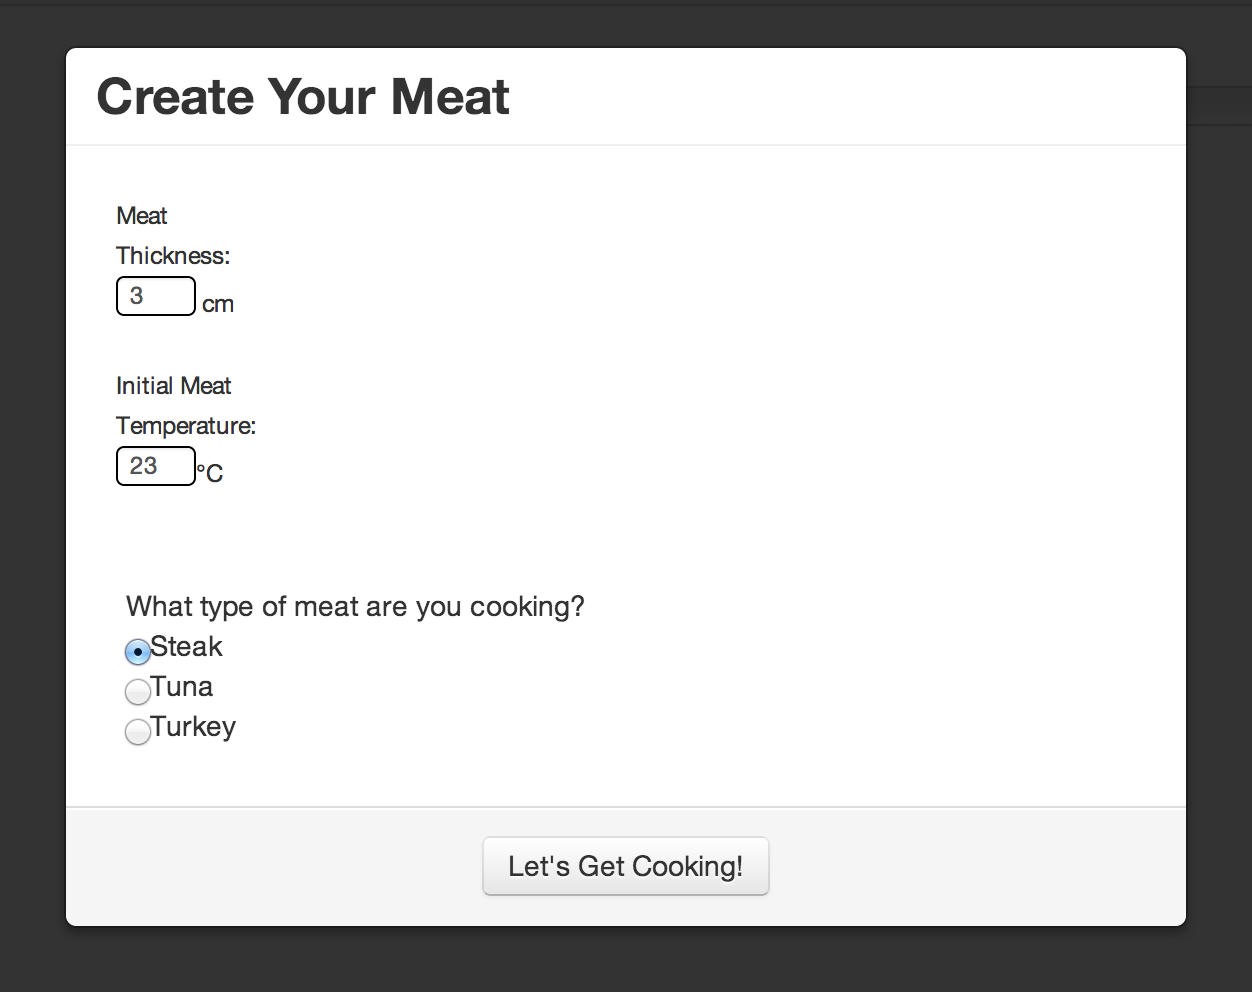 Create Your Meat
Meat
Thickness:
3 cm
Initial Meat
Temperature:
23 °C
What type of meat are you cooking?
Steak
Tuna
Turkey
Let's Get Cooking!